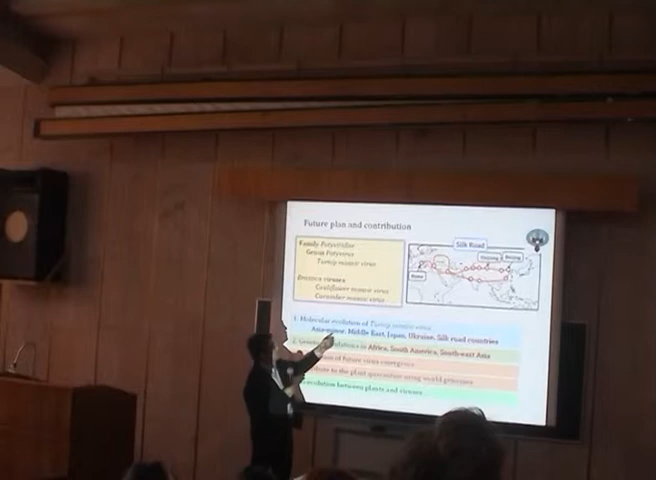 Future plan and contribution
Family Potyviridae
Genus Potyvirus
Turnip mosaic virus
Brassica viruses
Cauliflower mosaic virus
Cucumber mosaic virus
Silk Road
Beijing
Rome
1. Molecular evolution of Turnip mosaic virus
Asia-minor, Middle East, Japan, Ukraine, Silk road countries
2. in Africa, South America, South-east Asia
of future virus emergence
to the plant quarantine using world
evolution between plants and viruses